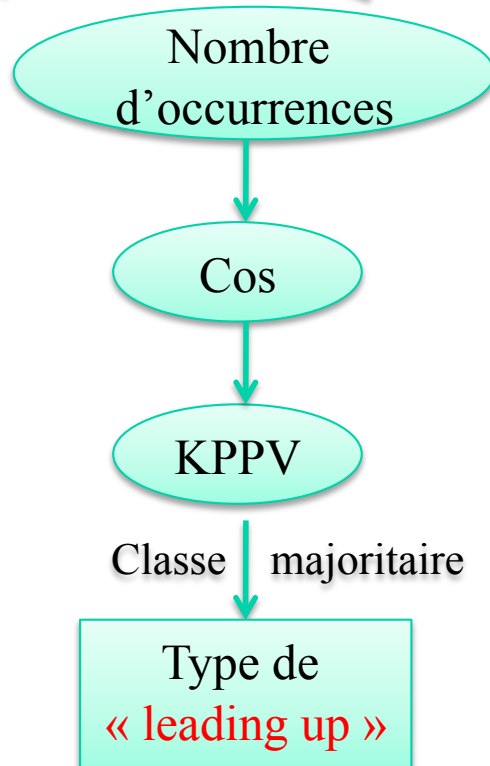 Nombre
d’occurrences
Cos
KPPV
Classe majoritaire
Type de
« leading up »